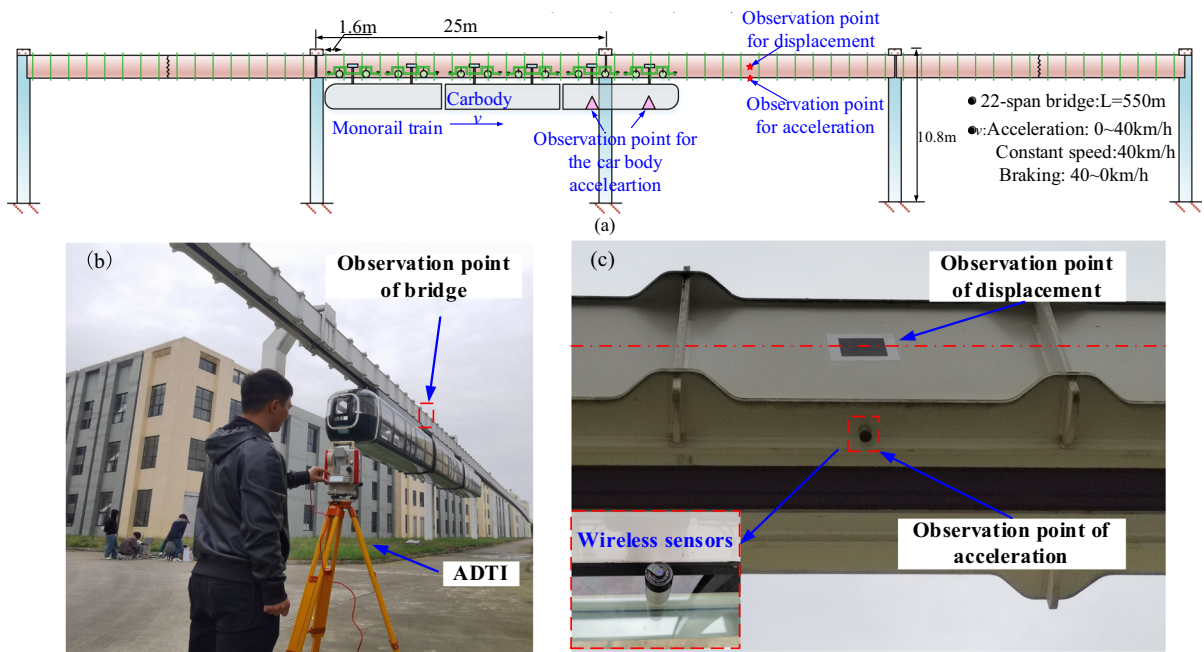 Observation point
for displacement
1.6m
25m
Carbody
Monorail train
v
Observation point for
the car body
acceleartion
Observation point
for acceleration
10.8m
22-span bridge:L=550m
v:Acceleration: 0~40km/h
Constant speed:40km/h
Braking: 40~0km/h
(a)
(b)
Observation point
of bridge
ADTI
(c)
Observation point
of displacement
Wireless sensors
Observation point of
acceleration